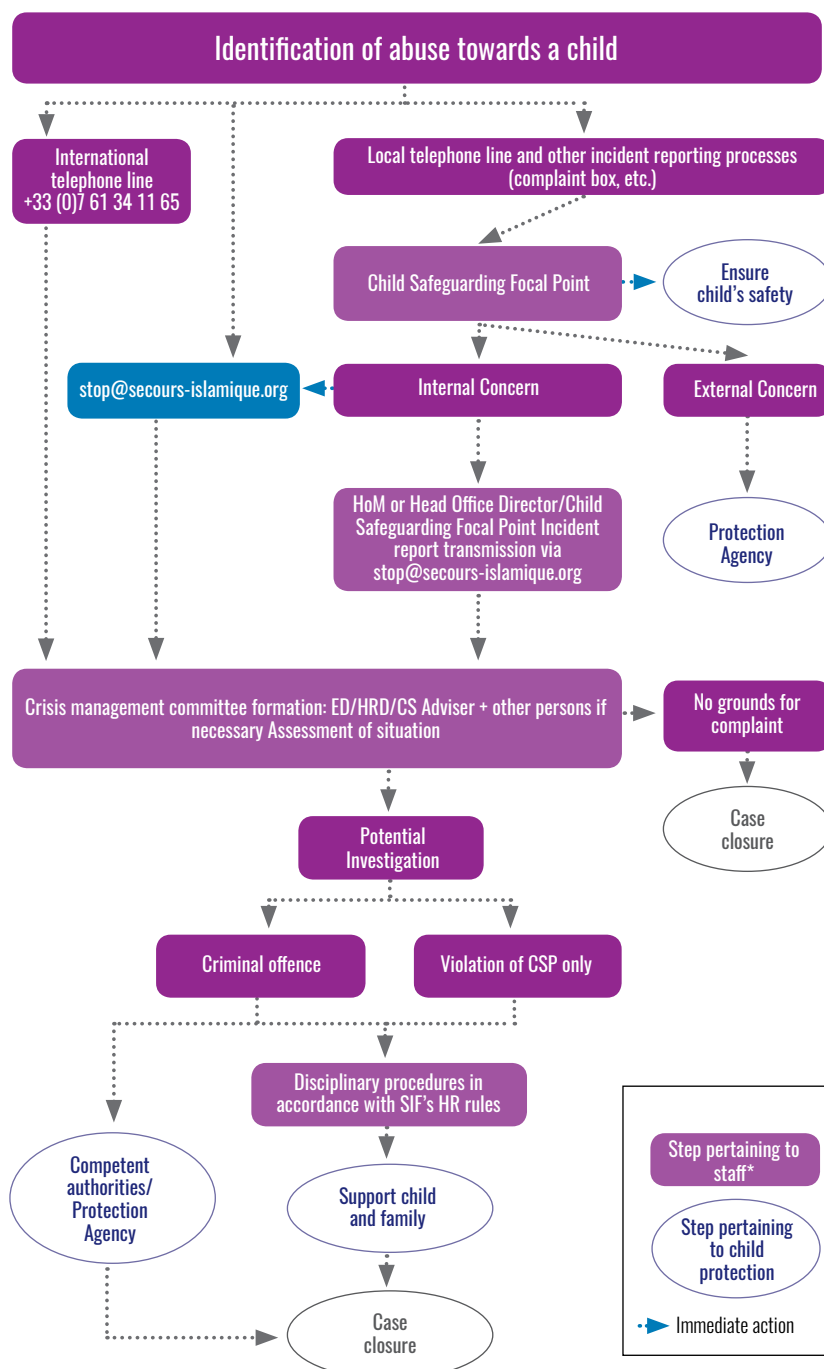 Identification of abuse towards a child
International
telephone line
+33 (0)7 61 34 11 65
Local telephone line and other incident reporting processes
(complaint box, etc.)
Child Safeguarding Focal Point
Ensure
child's safety
stop@secours-islamique.org
Internal Concern
External Concern
HoM or Head Office Director/Child
Safeguarding Focal Point Incident
report transmission via
stop@secours-islamique.org
Protection
Agency
Crisis management committee formation: ED/HRD/CS Adviser + other persons if
necessary Assessment of situation
No grounds for
complaint
Case
closure
Potential
Investigation
Criminal offence
Violation of CSP only
Disciplinary procedures in
accordance with SIF's HR rules
Competent
authorities/
Protection
Agency
Support child
and family
Case
closure
Step pertaining to
staff*
Step pertaining
to child
protection
Immediate action